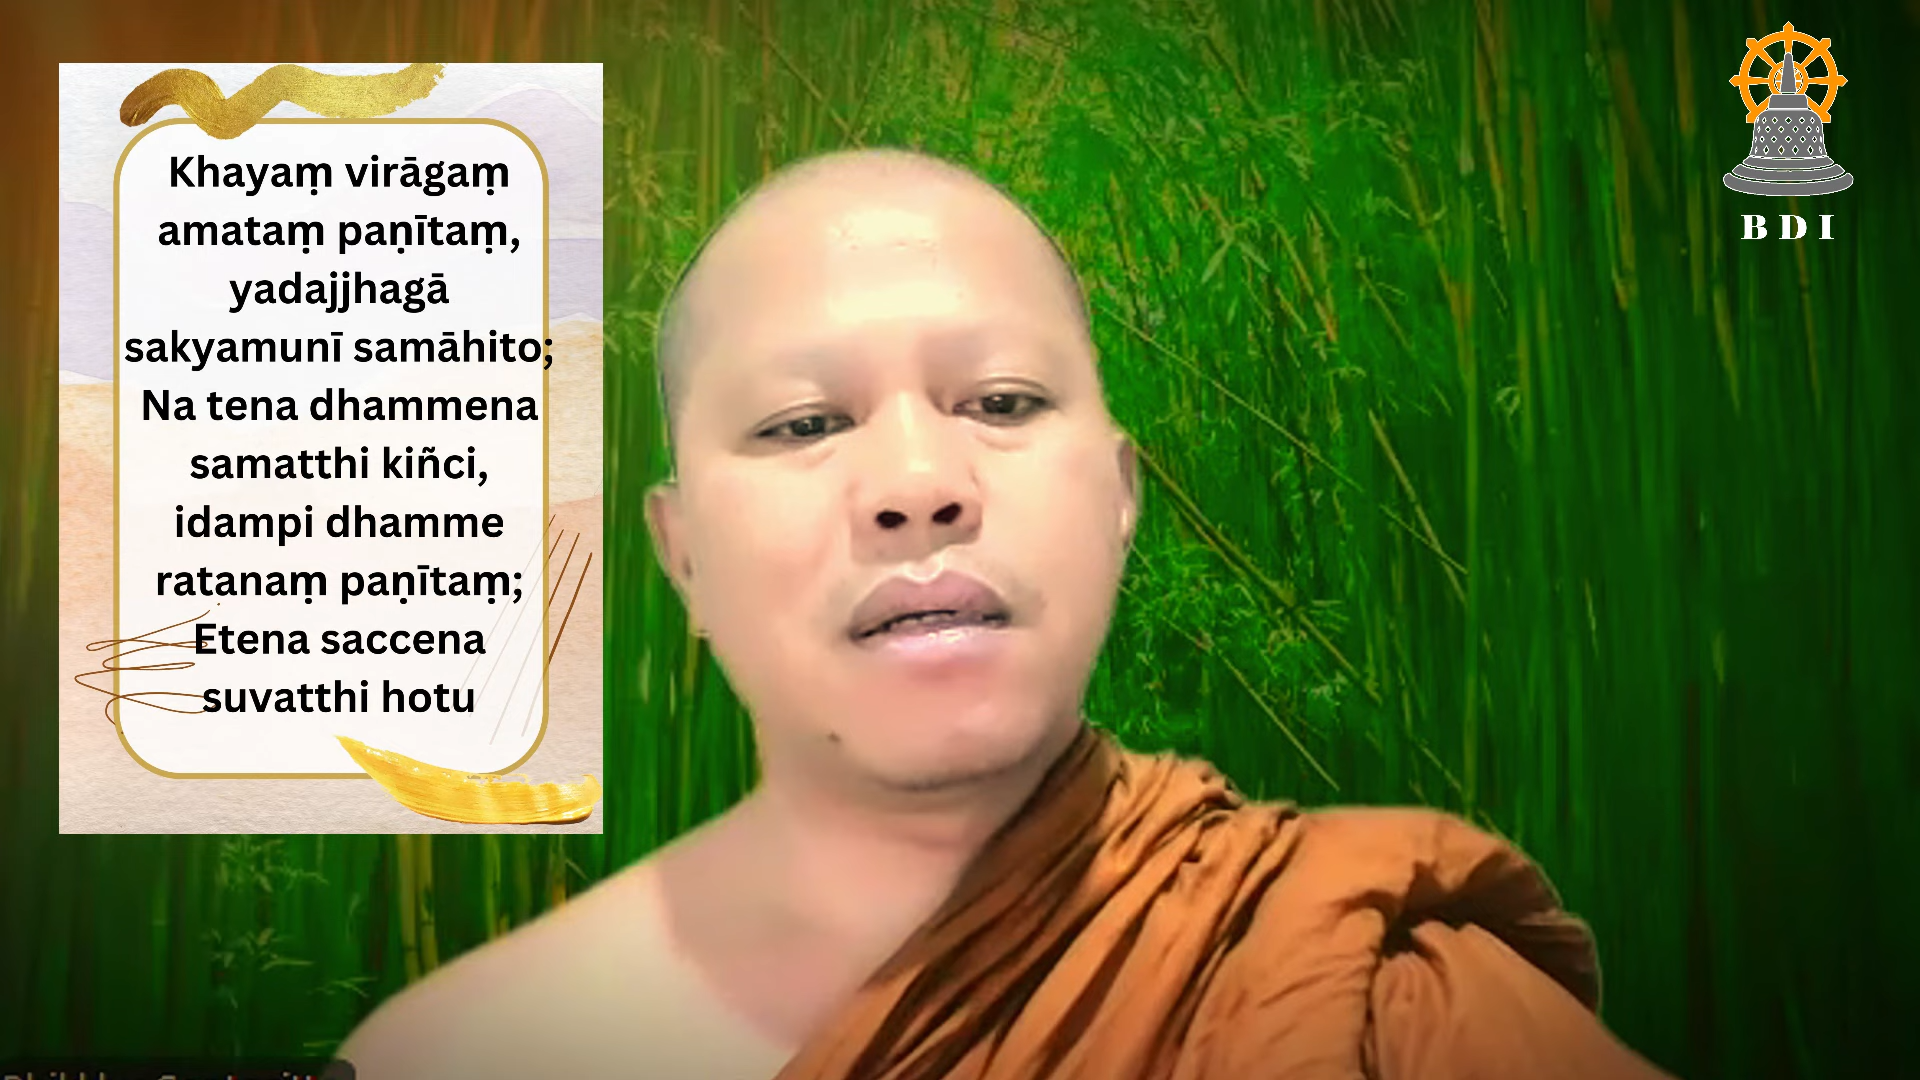 Khayaṃ virāgaṃ
amataṃ paṇītaṃ,
yadajjhagā
sakyamunī samāhito;
Na tena dhammena
samatthi kiñci,
idampi dhamme
ratanaṃ paṇītaṃ;
Etena saccena
suvatthi hotu
BDI